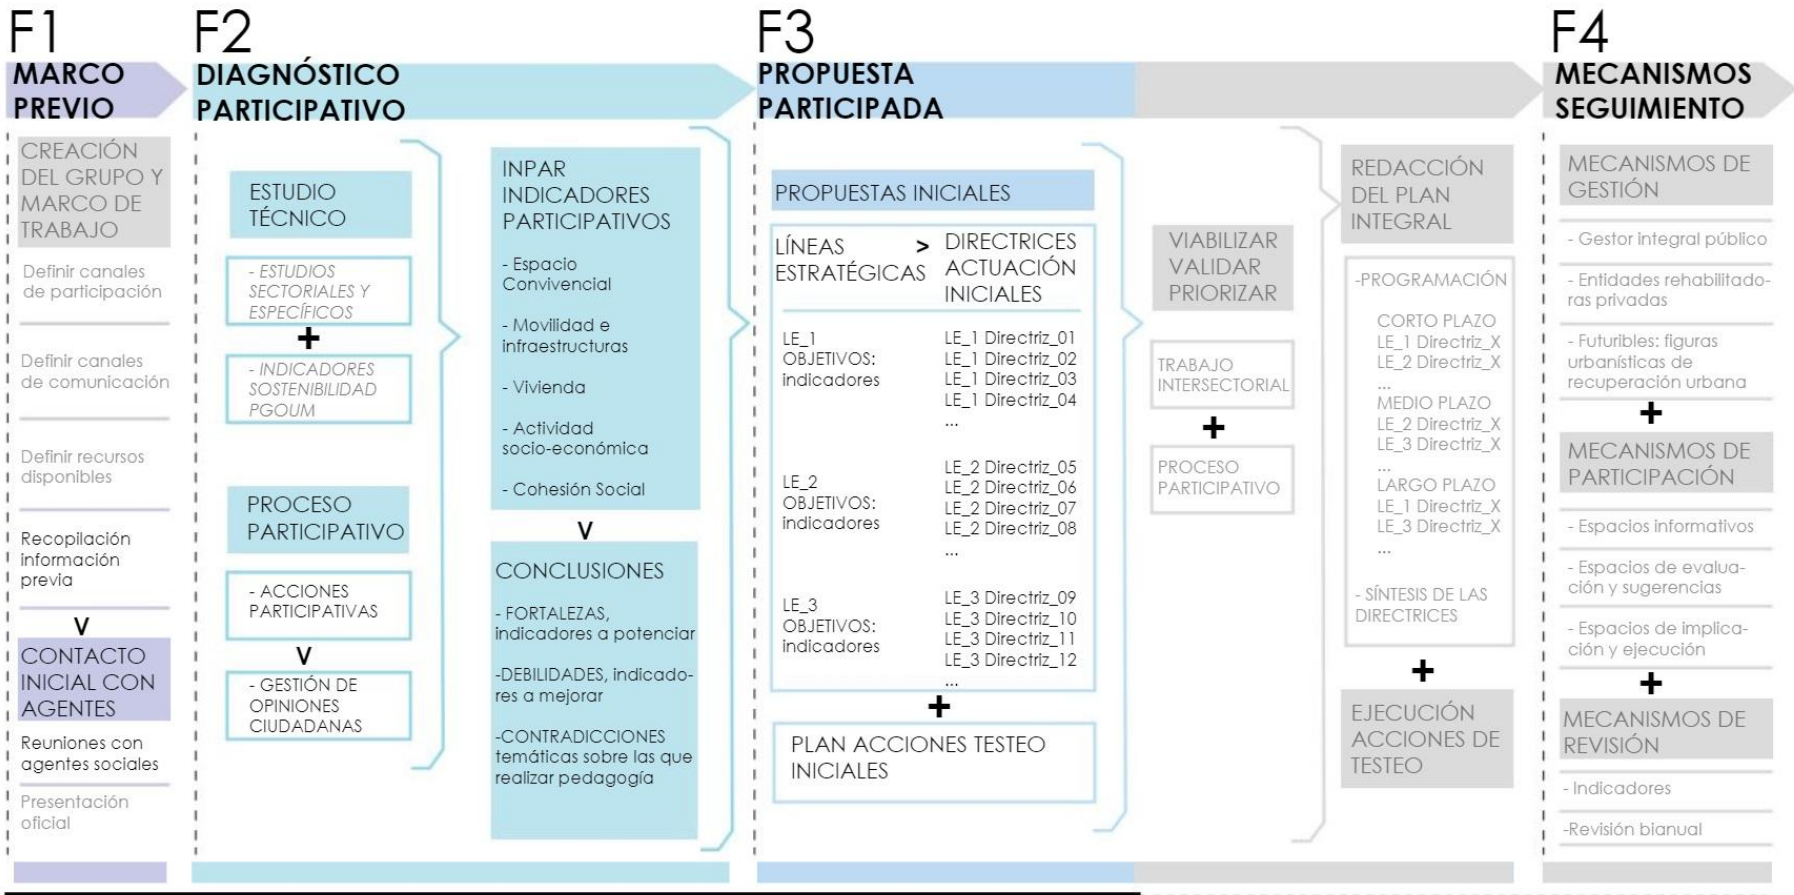 F1
MARCO
PREVIO
CREACIÓN
DEL GRUPO Y
MARCO DE
TRABAJO
Definir canales
de participación
Definir canales
de comunicación
Definir recursos
disponibles
Recopilación
información
previa
V
CONTACTO
INICIAL CON
AGENTES
Reuniones con
agentes sociales
Presentación
oficial
F2
DIAGNÓSTICO
PARTICIPATIVO
ESTUDIO
TÉCNICO
- ESTUDIOS
SECTORIALES Y
ESPECÍFICOS
+
- INDICADORES
SOSTENIBILIDAD
PGOUM
PROCESO
PARTICIPATIVO
- ACCIONES
PARTICIPATIVAS
V
- GESTIÓN DE
OPINIONES
CIUDADANAS
INPAR
INDICADORES
PARTICIPATIVOS
- Espacio
Convivencial
- Movilidad e
infraestructuras
- Vivienda
- Actividad
socio-económica
- Cohesión Social
V
CONCLUSIONES
- FORTALEZAS,
indicadores a potenciar
-DEBILIDADES, indicado-
res a mejorar
-CONTRADICCIONES
temáticas sobre las que
realizar pedagogía
F3
PROPUESTA
PARTICIPADA
PROPUESTAS INICIALES
LÍNEAS
ESTRATÉGICAS
>
DIRECTRICES
ACTUACIÓN
INICIALES
LE_1
OBJETIVOS:
indicadores
LE_1 Directriz_01
LE_1 Directriz_02
LE_1 Directriz_03
LE_1 Directriz_04
...
LE_2
OBJETIVOS:
indicadores
LE_2 Directriz_05
LE_2 Directriz_06
LE_2 Directriz_07
LE_2 Directriz_08
...
LE_3
OBJETIVOS:
indicadores
LE_3 Directriz_09
LE_3 Directriz_10
LE_3 Directriz_11
LE_3 Directriz_12
...
+
PLAN ACCIONES TESTEO
INICIALES
VIABILIZAR
VALIDAR
PRIORIZAR
TRABAJO
INTERSECTORIAL
+
PROCESO
PARTICIPATIVO
REDACCIÓN
DEL PLAN
INTEGRAL
-PROGRAMACIÓN
CORTO PLAZO
LE_1 Directriz_X
LE_2 Directriz_X
...
MEDIO PLAZO
LE_2 Directriz_X
LE_3 Directriz_X
...
LARGO PLAZO
LE_1 Directriz_X
LE_3 Directriz_X
...
- SÍNTESIS DE LAS
DIRECTRICES
+
EJECUCIÓN
ACCIONES DE
TESTEO
F4
MECANISMOS
SEGUIMIENTO
MECANISMOS DE
GESTIÓN
- Gestor integral público
- Entidades rehabilitado-
ras privadas
- Futuribles: figuras
urbanísticas de
recuperación urbana
+
MECANISMOS DE
PARTICIPACIÓN
- Espacios informativos
- Espacios de evalua-
ción y sugerencias
- Espacios de implica-
ción y ejecución
+
MECANISMOS DE
REVISIÓN
- Indicadores
-Revisión bianual